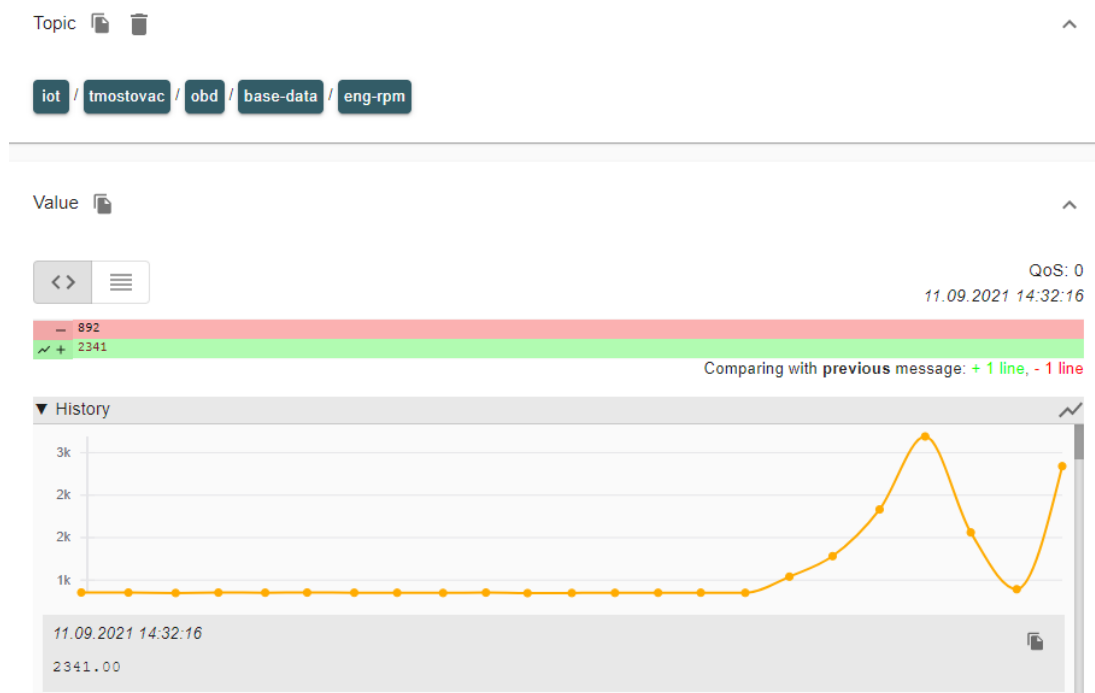 Topic
iot / tmostovac / obd / base-data / eng-rpm
Value
<>
QoS: 0
11.09.2021 14:32:16
− 892
+ 2341
Comparing with previous message: + 1 line, - 1 line
▼ History
3k
2k
2k
1k
11.09.2021 14:32:16
2341.00